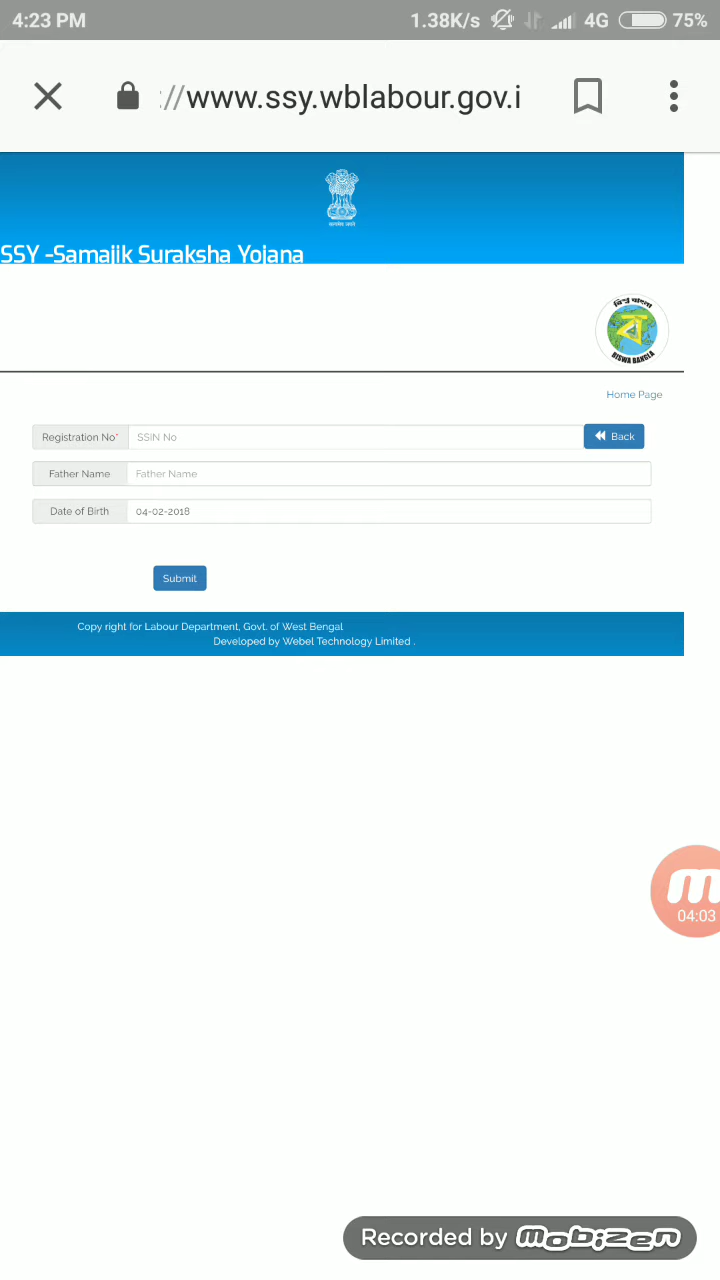 4:23 PM 1.38K/s 4G 75%
://www.ssy.wblabour.gov.i
SSY -Samajik Suraksha Yojana
বিশ্ব বাংলা
ব
BISWA BANGLA
Home Page
Registration No* SSIN No Back
Father Name Father Name
Date of Birth 04-02-2018
Submit
Copy right for Labour Department, Govt. of West Bengal
Developed by Webel Technology Limited .
04:03
Recorded by mobizen